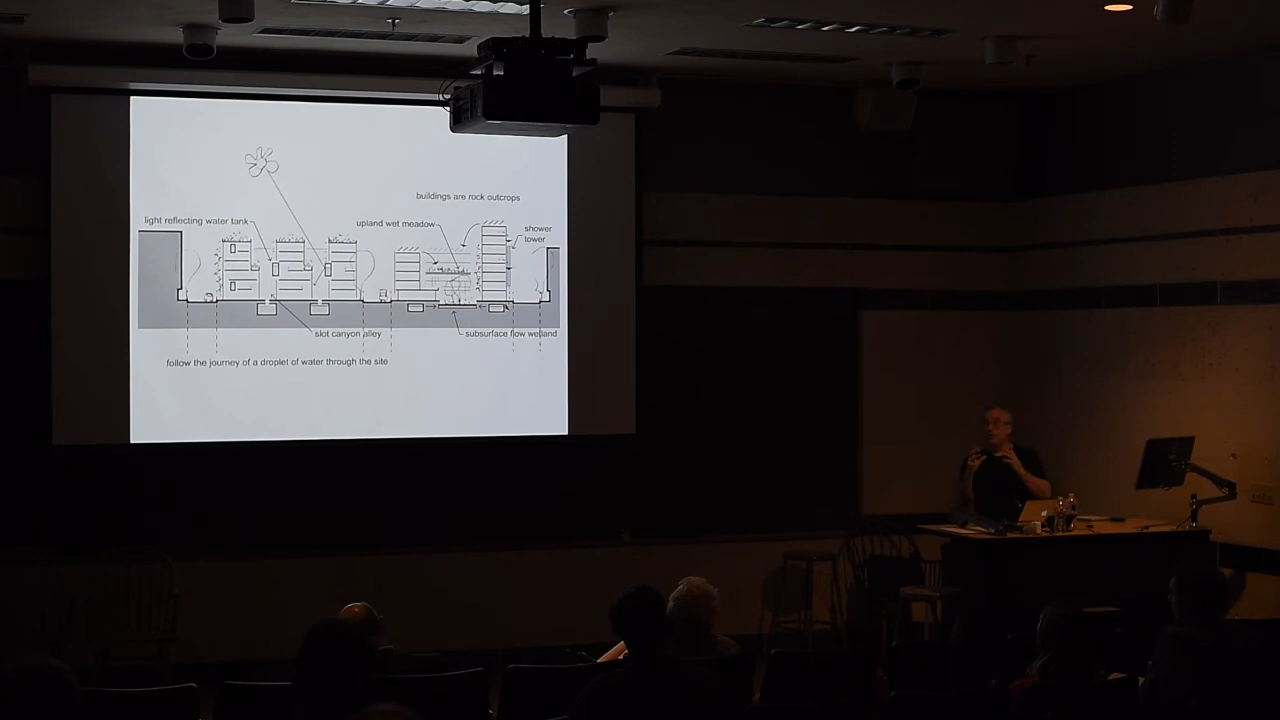 buildings are rock outcrops
light reflecting water tank
upland wet meadow
shower
tower
slot canyon alley
subsurface flow wetland
follow the journey of a droplet of water through the site